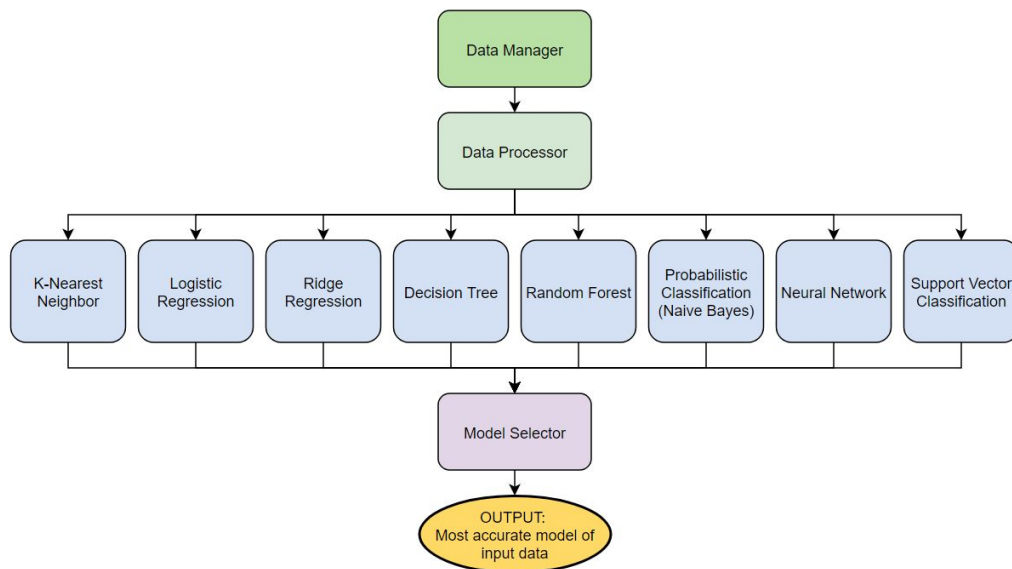 Data Manager
Data Processor
K-Nearest
Neighbor
Logistic
Regression
Ridge
Regression
Decision Tree
Random Forest
Probabilistic
Classification
(Naive Bayes)
Neural Network
Support Vector
Classification
Model Selector
OUTPUT:
Most accurate model of
input data